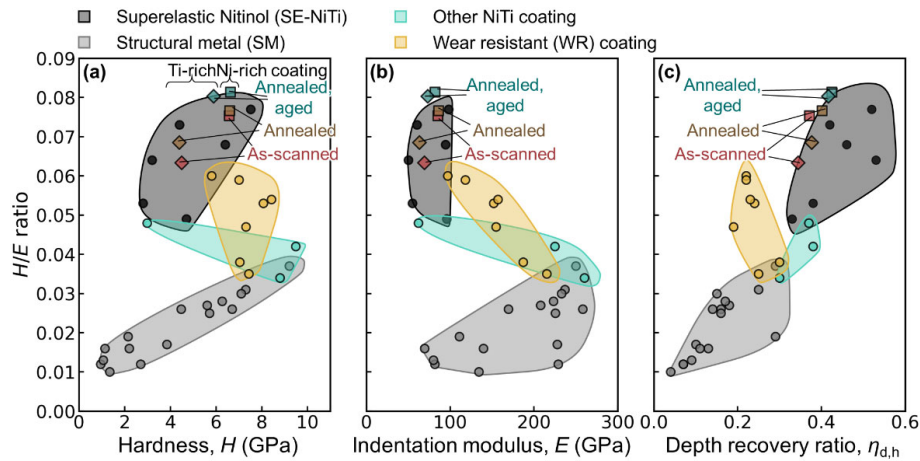 Superelastic Nitinol (SE-NiTi)
Other NiTi coating
Structural metal (SM)
Wear resistant (WR) coating
H/E ratio
0.09
0.08
0.07
0.06
0.05
0.04
0.03
0.02
0.01
0.00
(a)
Ti-rich Ni-rich coating
Annealed,
aged
Annealed
As-scanned
0 2 4 6 8 10
Hardness, H (GPa)
(b)
Annealed,
aged
Annealed
As-scanned
0 100 200 300
Indentation modulus, E (GPa)
(c)
Annealed,
aged
Annealed
As-scanned
0.0 0.2 0.4 0.6
Depth recovery ratio, ηd,h